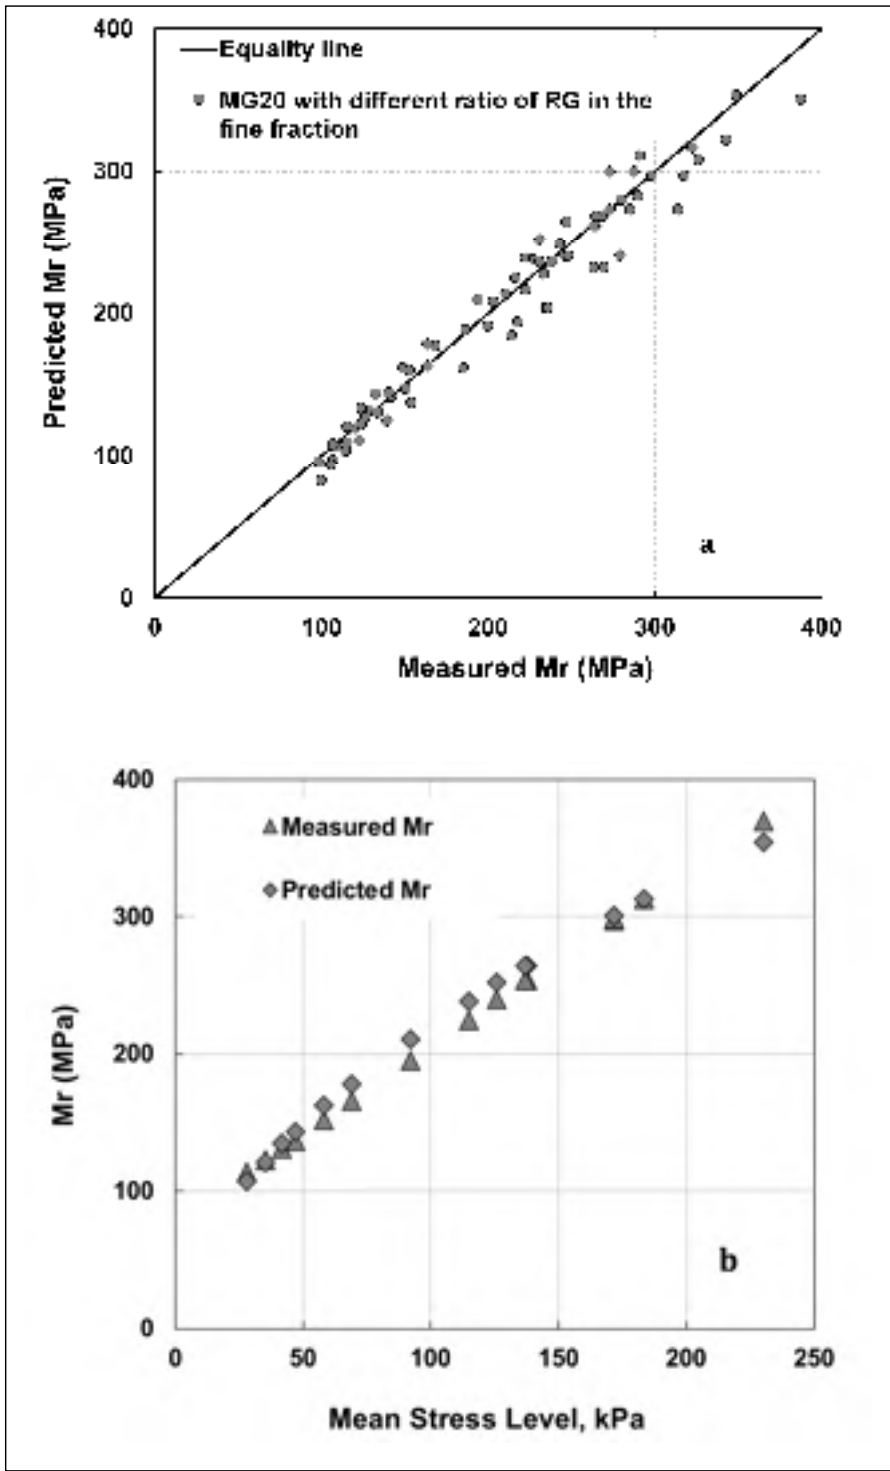 400
Equality line
MG20 with different ratio of RG in the
fine fraction
300
200
100
0
Predicted Mr (MPa)
a
0 100 200 300 400
Measured Mr (MPa)
400
Measured Mr
Predicted Mr
300
200
100
0
Mr (MPa)
b
0 50 100 150 200 250
Mean Stress Level, kPa